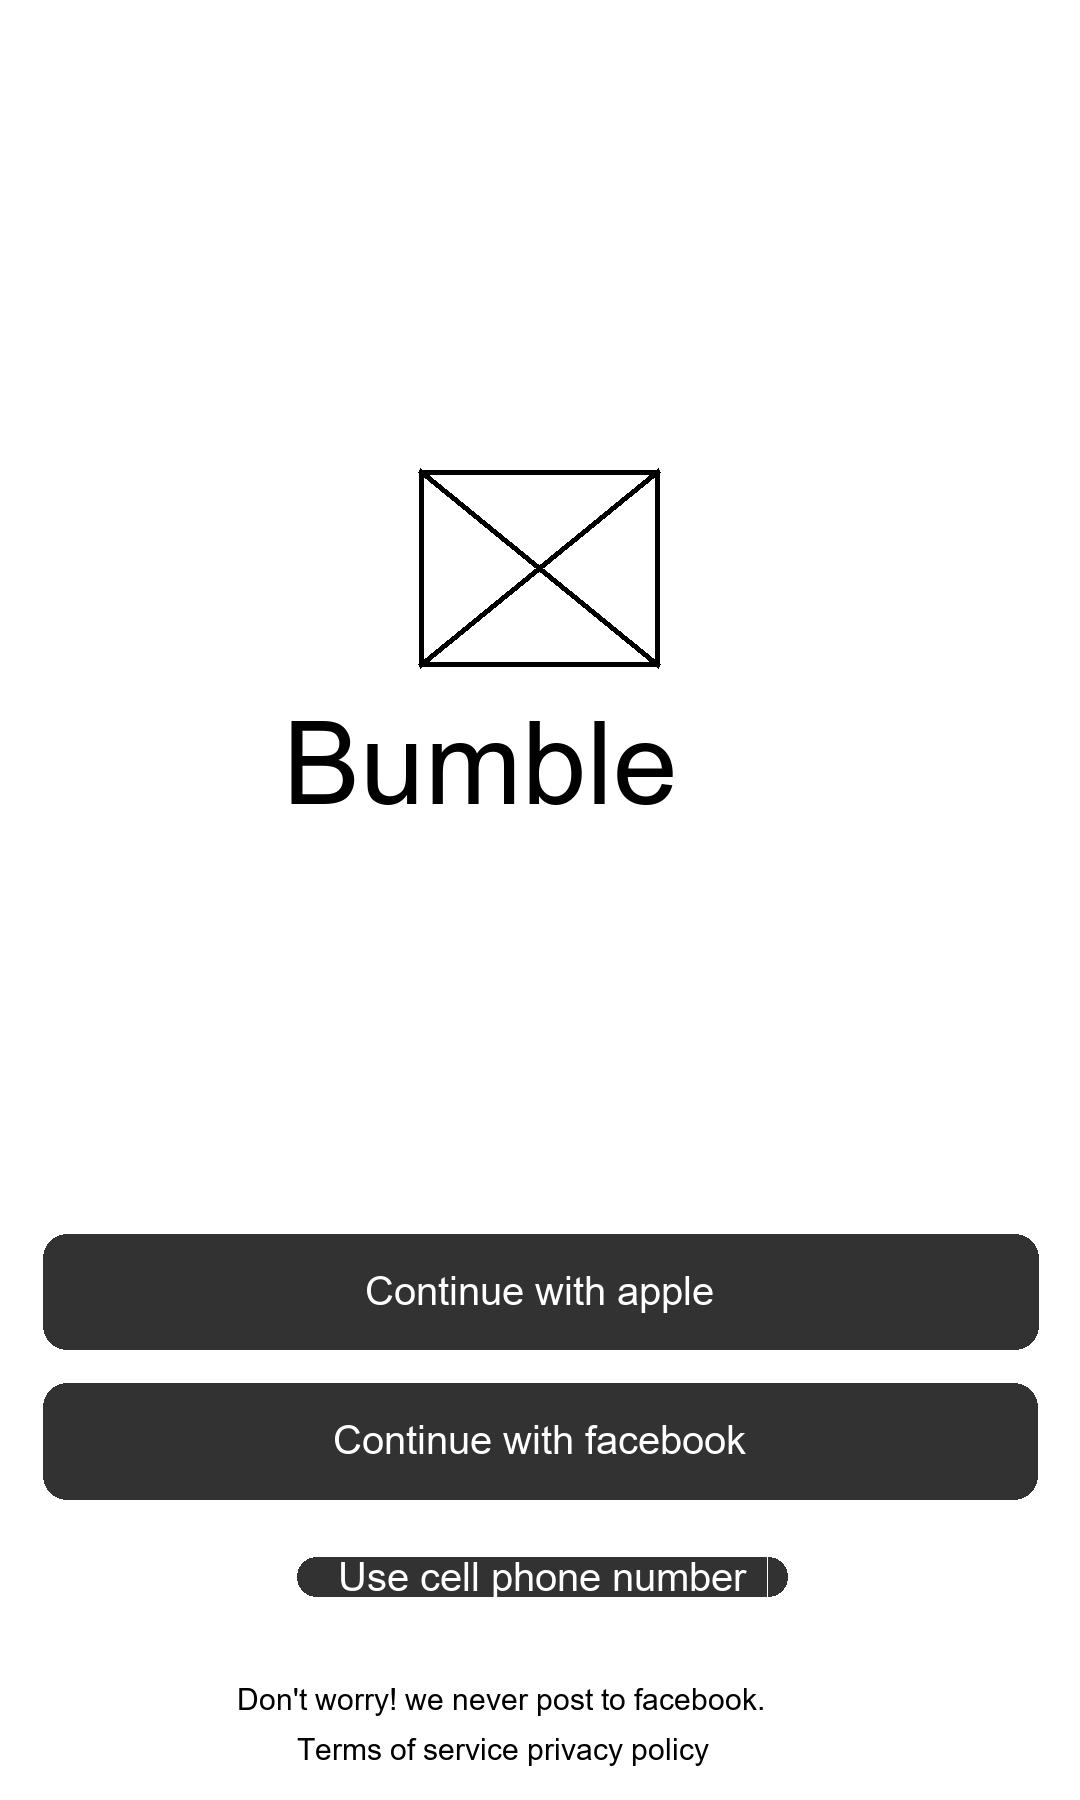 Bumble
Continue with apple
Continue with facebook
Use cell phone number
Don't worry! we never post to facebook.
Terms of service privacy policy